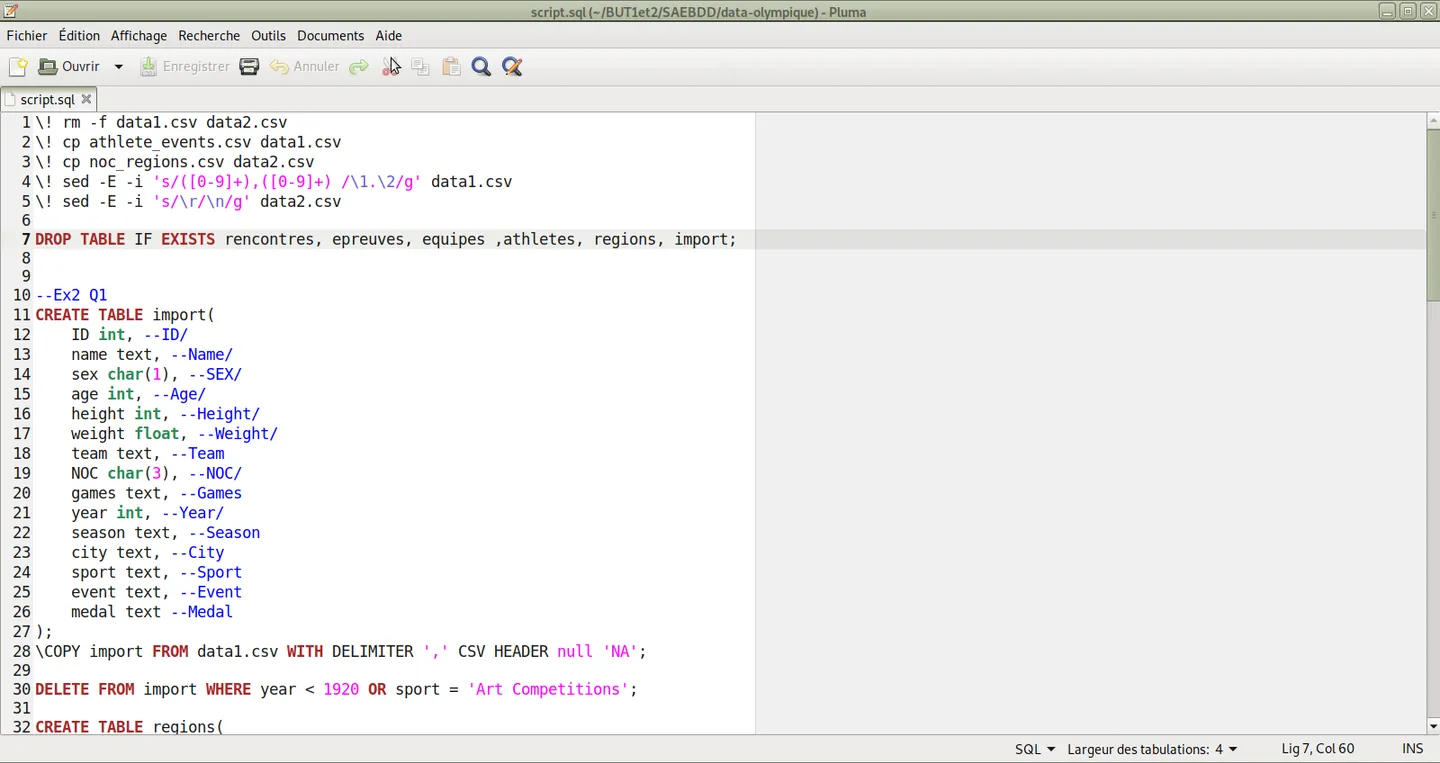 script.sql (~/BUT1et2/SAEBDD/data-olympique) - Pluma
Fichier Édition Affichage Recherche Outils Documents Aide
Ouvrir Enregistrer Annuler
script.sql
1 \! rm -f data1.csv data2.csv
2 \! cp athlete_events.csv data1.csv
3 \! cp noc_regions.csv data2.csv
4 \! sed -E -i 's/([0-9]+),([0-9]+) /\1.\2/g' data1.csv
5 \! sed -E -i 's/\r/\n/g' data2.csv
6
7 DROP TABLE IF EXISTS rencontres, epreuves, equipes ,athletes, regions, import;
8
9
10 --Ex2 Q1
11 CREATE TABLE import(
12     ID int, --ID/
13     name text, --Name/
14     sex char(1), --SEX/
15     age int, --Age/
16     height int, --Height/
17     weight float, --Weight/
18     team text, --Team
19     NOC char(3), --NOC/
20     games text, --Games
21     year int, --Year/
22     season text, --Season
23     city text, --City
24     sport text, --Sport
25     event text, --Event
26     medal text --Medal
27 );
28 \COPY import FROM data1.csv WITH DELIMITER ',' CSV HEADER null 'NA';
29
30 DELETE FROM import WHERE year < 1920 OR sport = 'Art Competitions';
31
32 CREATE TABLE regions(
SQL Largeur des tabulations: 4 Lig 7, Col 60 INS